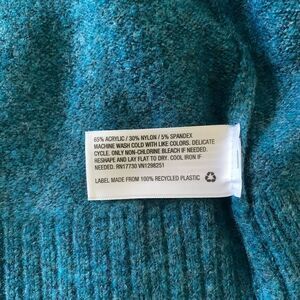 65% ACRYLIC / 30% NYLON / 5% SPANDEX
MACHINE WASH COLD WITH LIKE COLORS. DELICATE
CYCLE. ONLY NON-CHLORINE BLEACH IF NEEDED.
RESHAPE AND LAY FLAT TO DRY. COOL IRON IF
NEEDED. RN17730 VN1298251
LABEL MADE FROM 100% RECYCLED PLASTIC